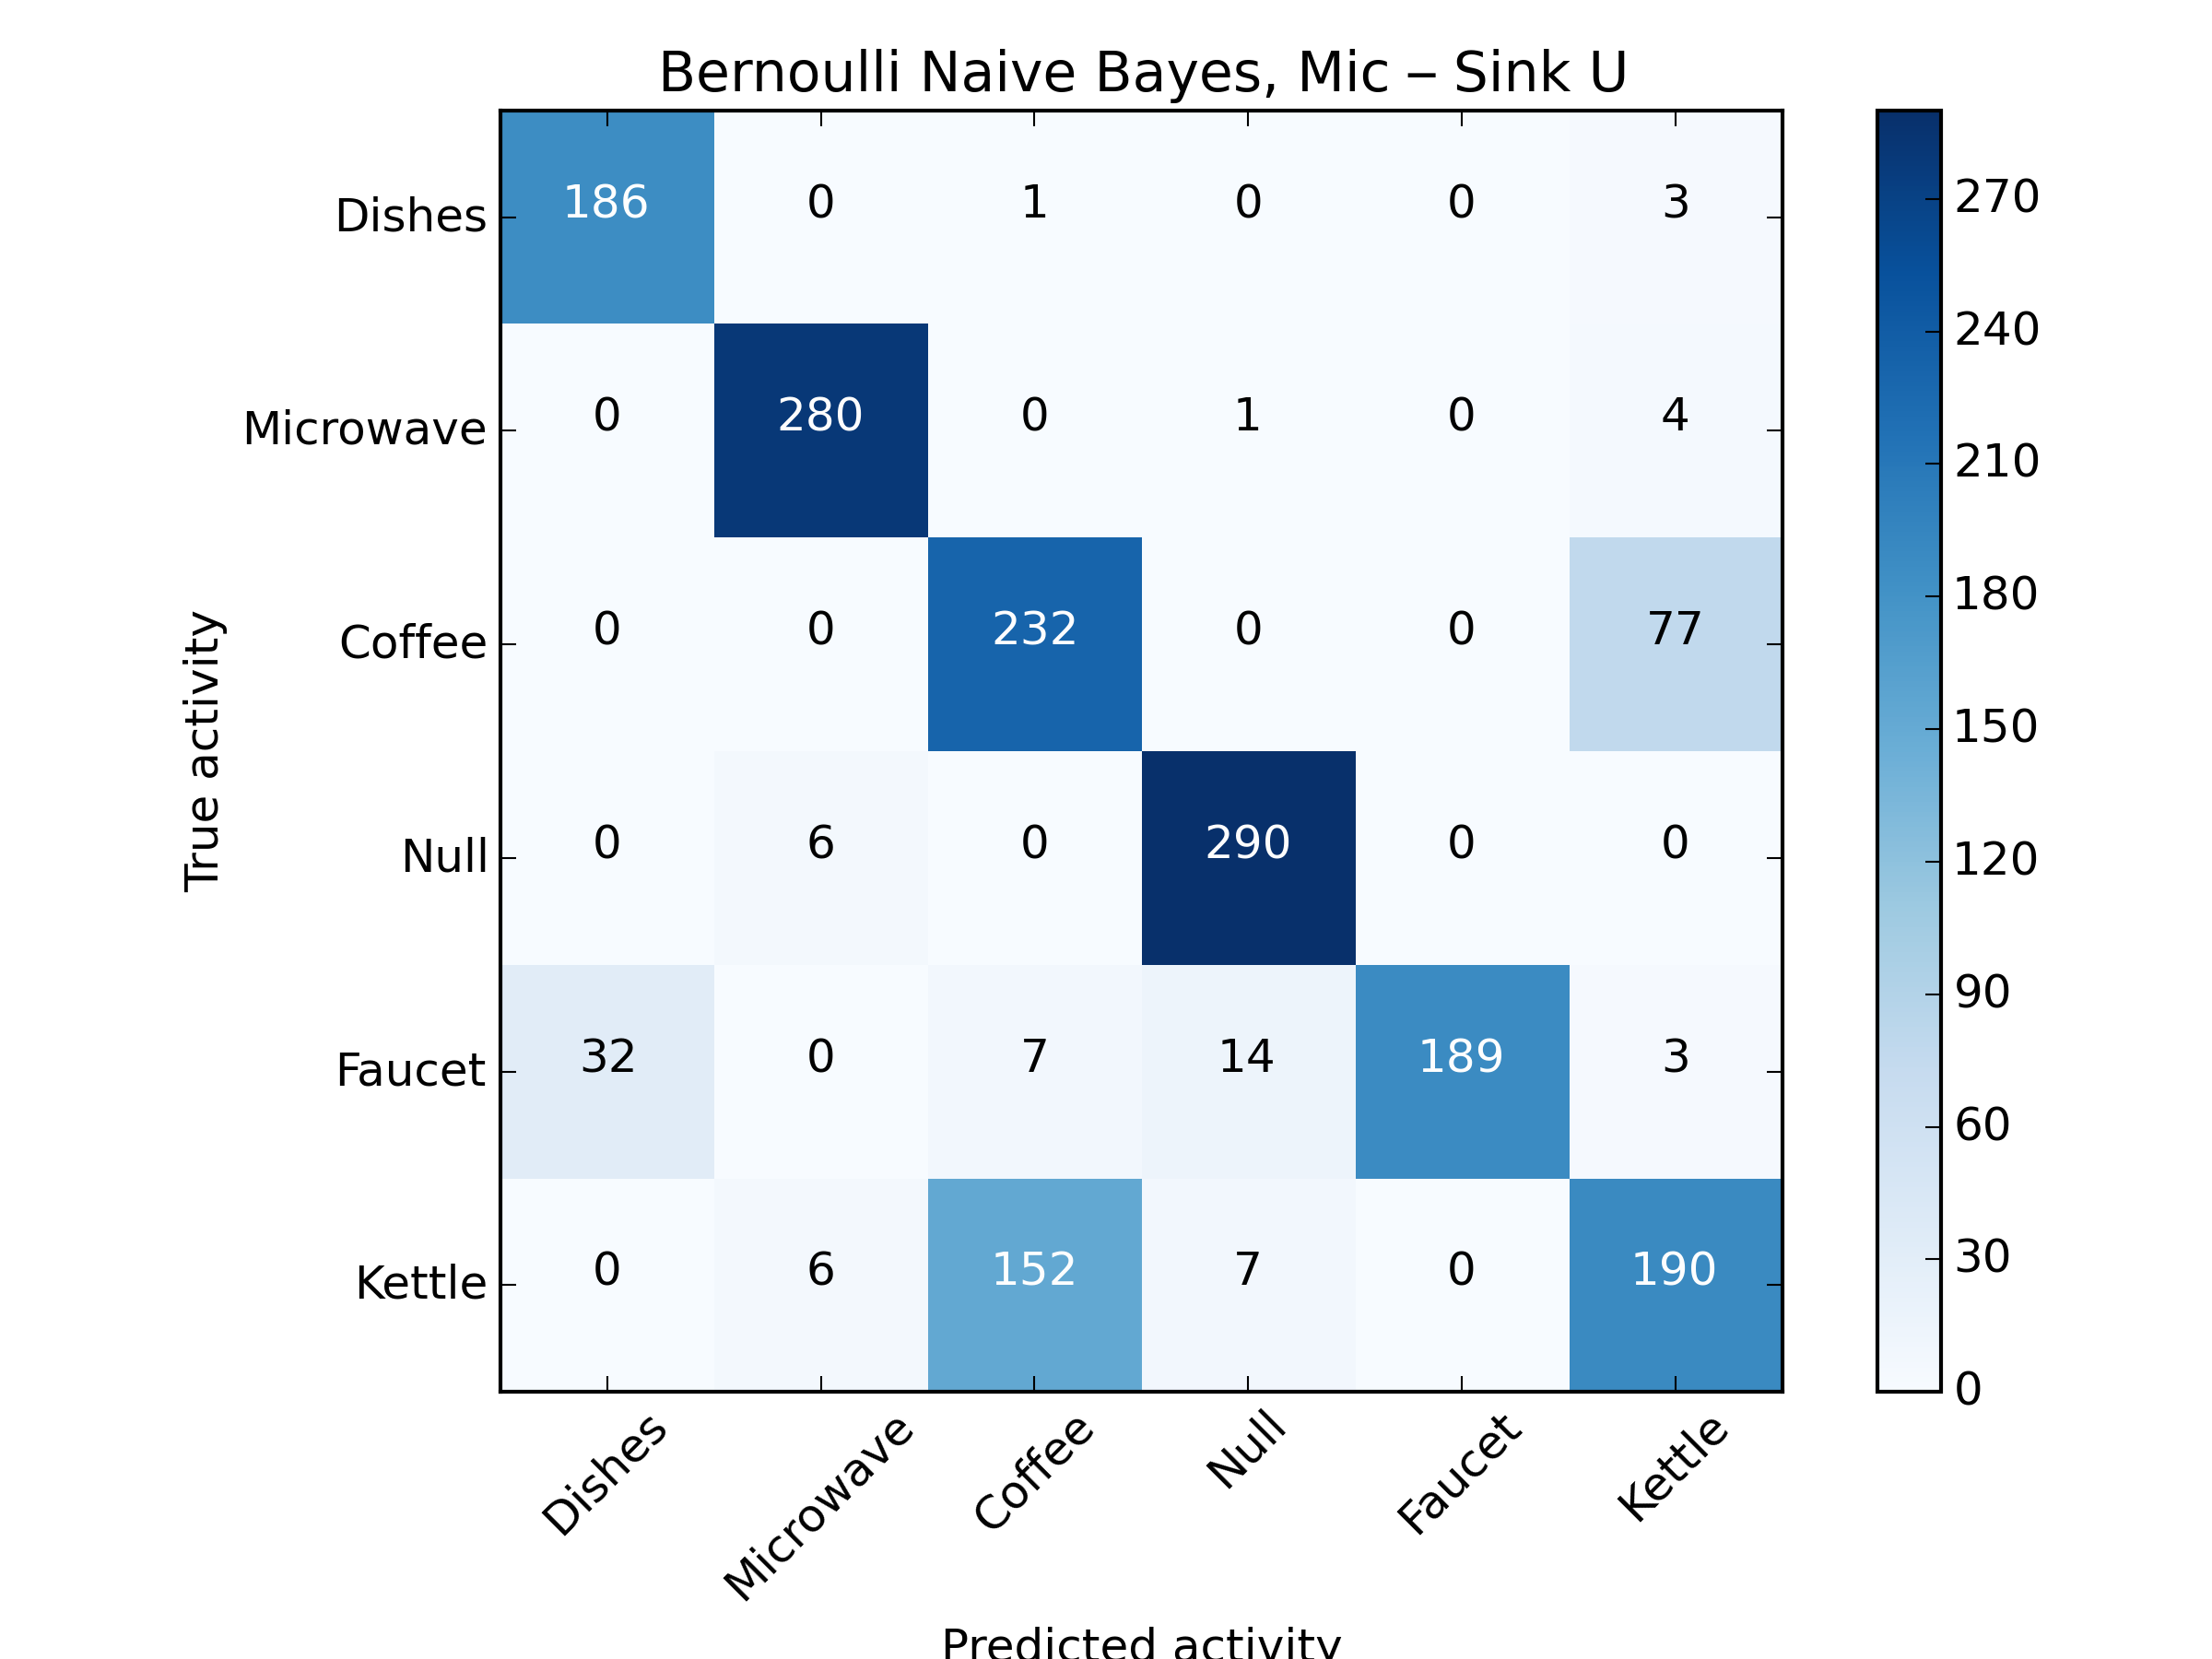 Bernoulli Naive Bayes, Mic – Sink U
Dishes 186 0 1 0 0 3
Microwave 0 280 0 1 0 4
Coffee 0 0 232 0 0 77
Null 0 6 0 290 0 0
Faucet 32 0 7 14 189 3
Kettle 0 6 152 7 0 190
True activity
Dishes Microwave Coffee Null Faucet Kettle
Predicted activity
270
240
210
180
150
120
90
60
30
0